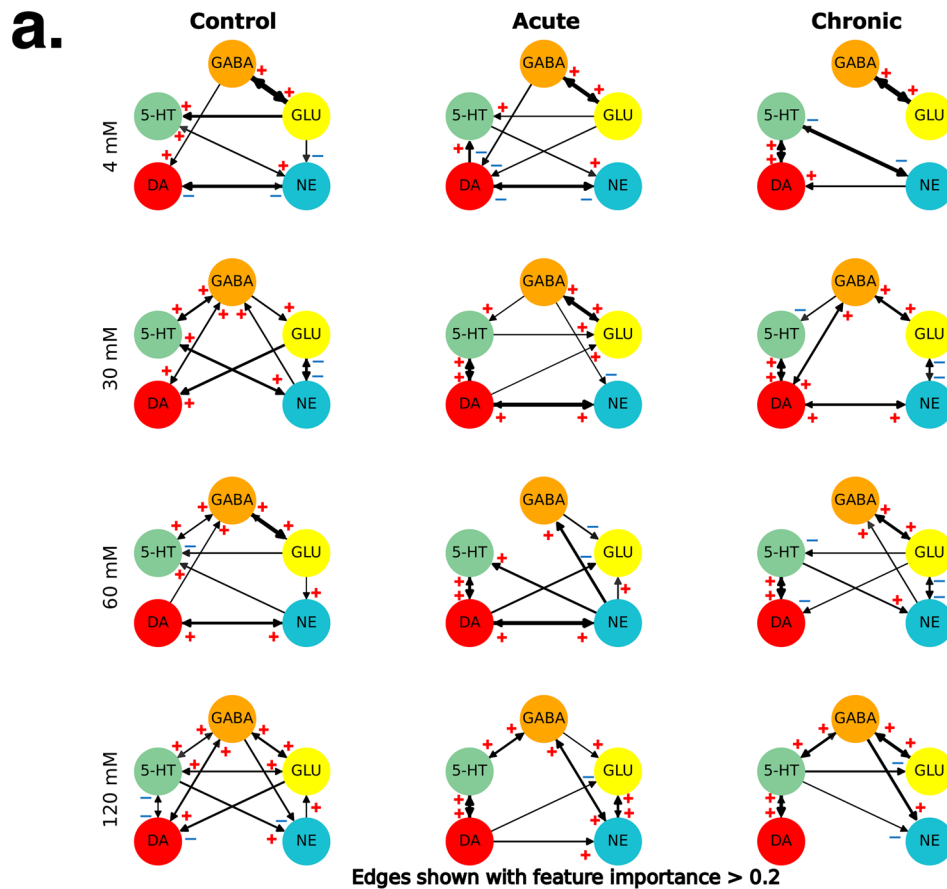 a.
Control Acute Chronic
4 mM
GABA GABA GABA
5-HT GLU 5-HT GLU 5-HT GLU
DA NE DA NE DA NE
30 mM
GABA GABA GABA
5-HT GLU 5-HT GLU 5-HT GLU
DA NE DA NE DA NE
60 mM
GABA GABA GABA
5-HT GLU 5-HT GLU 5-HT GLU
DA NE DA NE DA NE
120 mM
GABA GABA GABA
5-HT GLU 5-HT GLU 5-HT GLU
DA NE DA NE DA NE
Edges shown with feature importance > 0.2